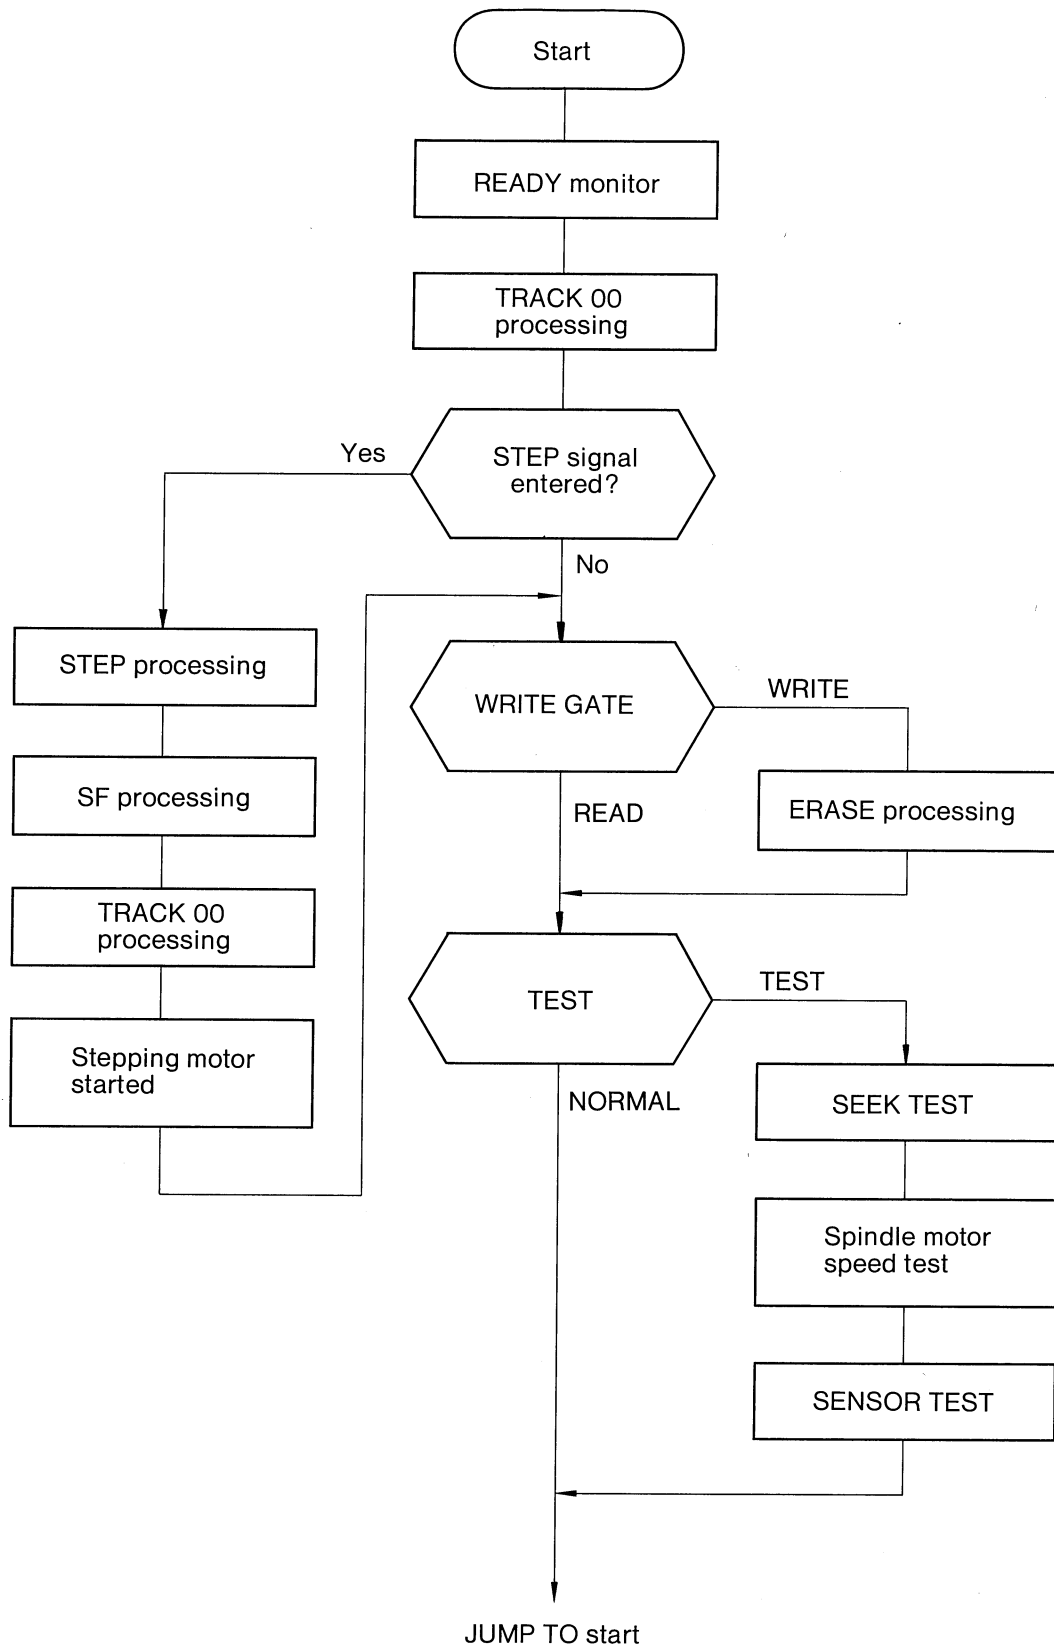 Start
READY monitor
TRACK 00
processing
STEP signal
entered?
Yes
No
STEP processing
SF processing
TRACK 00
processing
Stepping motor
started
WRITE GATE
WRITE
READ
ERASE processing
TEST
TEST
NORMAL
SEEK TEST
Spindle motor
speed test
SENSOR TEST
JUMP TO start